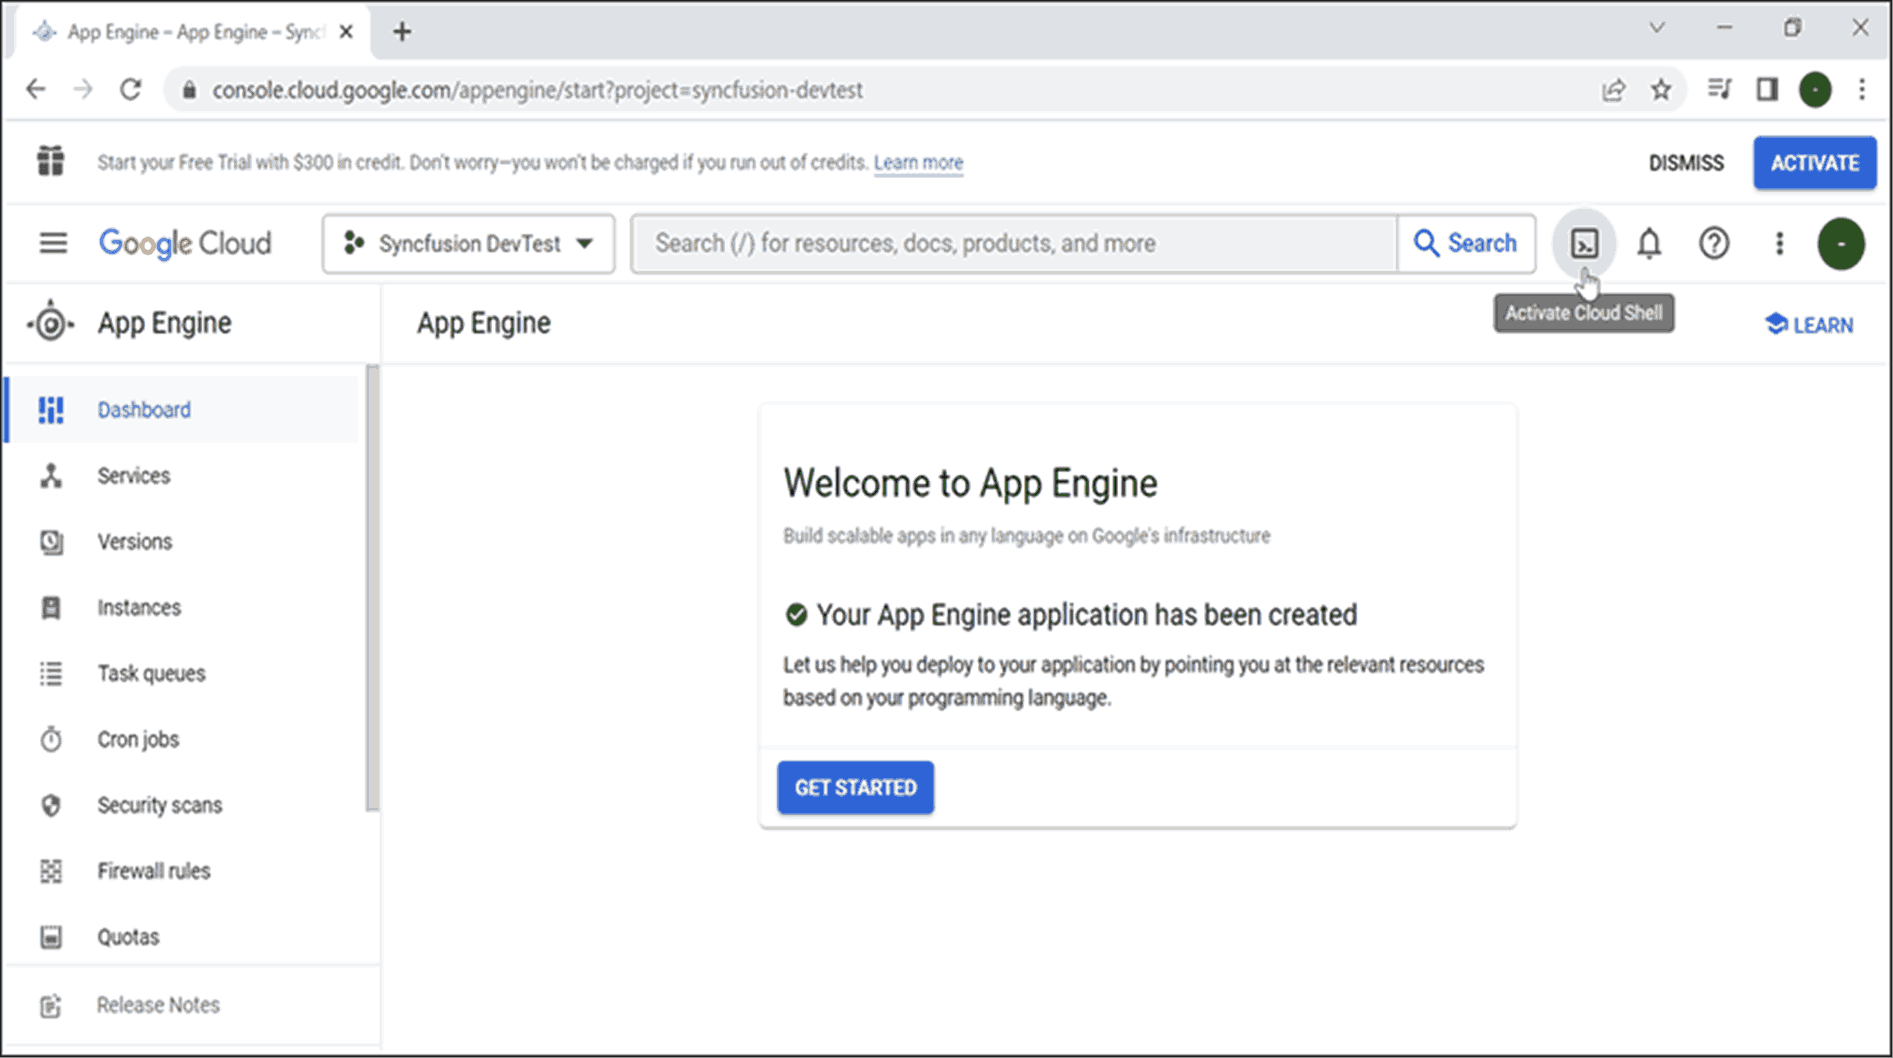 App Engine – App Engine – Sync
console.cloud.google.com/appengine/start?project=syncfusion-devtest
Start your Free Trial with $300 in credit. Don't worry—you won't be charged if you run out of credits. Learn more
DISMISS
ACTIVATE
Google Cloud
Syncfusion DevTest
Search (/) for resources, docs, products, and more
Search
App Engine
App Engine
Activate Cloud Shell
LEARN
Dashboard
Services
Versions
Instances
Task queues
Cron jobs
Security scans
Firewall rules
Quotas
Release Notes
Welcome to App Engine
Build scalable apps in any language on Google's infrastructure
Your App Engine application has been created
Let us help you deploy to your application by pointing you at the relevant resources
based on your programming language.
GET STARTED